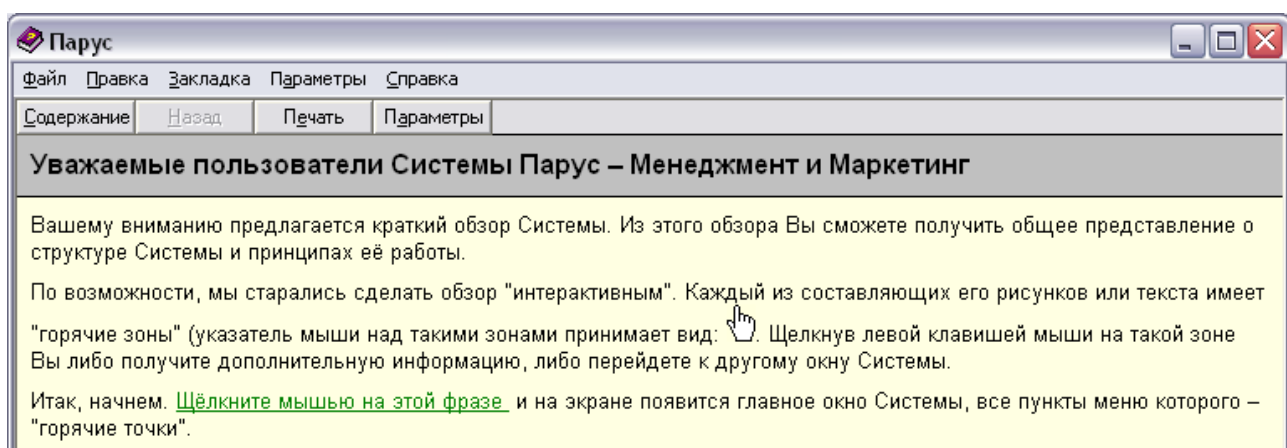 Парус
Файл Правка Закладка Параметры Справка
Содержание Назад Печать Параметры
Уважаемые пользователи Системы Парус – Менеджмент и Маркетинг
Вашему вниманию предлагается краткий обзор Системы. Из этого обзора Вы сможете получить общее представление о
структуре Системы и принципах её работы.
По возможности, мы старались сделать обзор "интерактивным". Каждый из составляющих его рисунков или текста имеет
"горячие зоны" (указатель мыши над такими зонами принимает вид: . Щелкнув левой клавишей мыши на такой зоне
Вы либо получите дополнительную информацию, либо перейдете к другому окну Системы.
Итак, начнем. Щёлкните мышью на этой фразе и на экране появится главное окно Системы, все пункты меню которого –
"горячие точки".